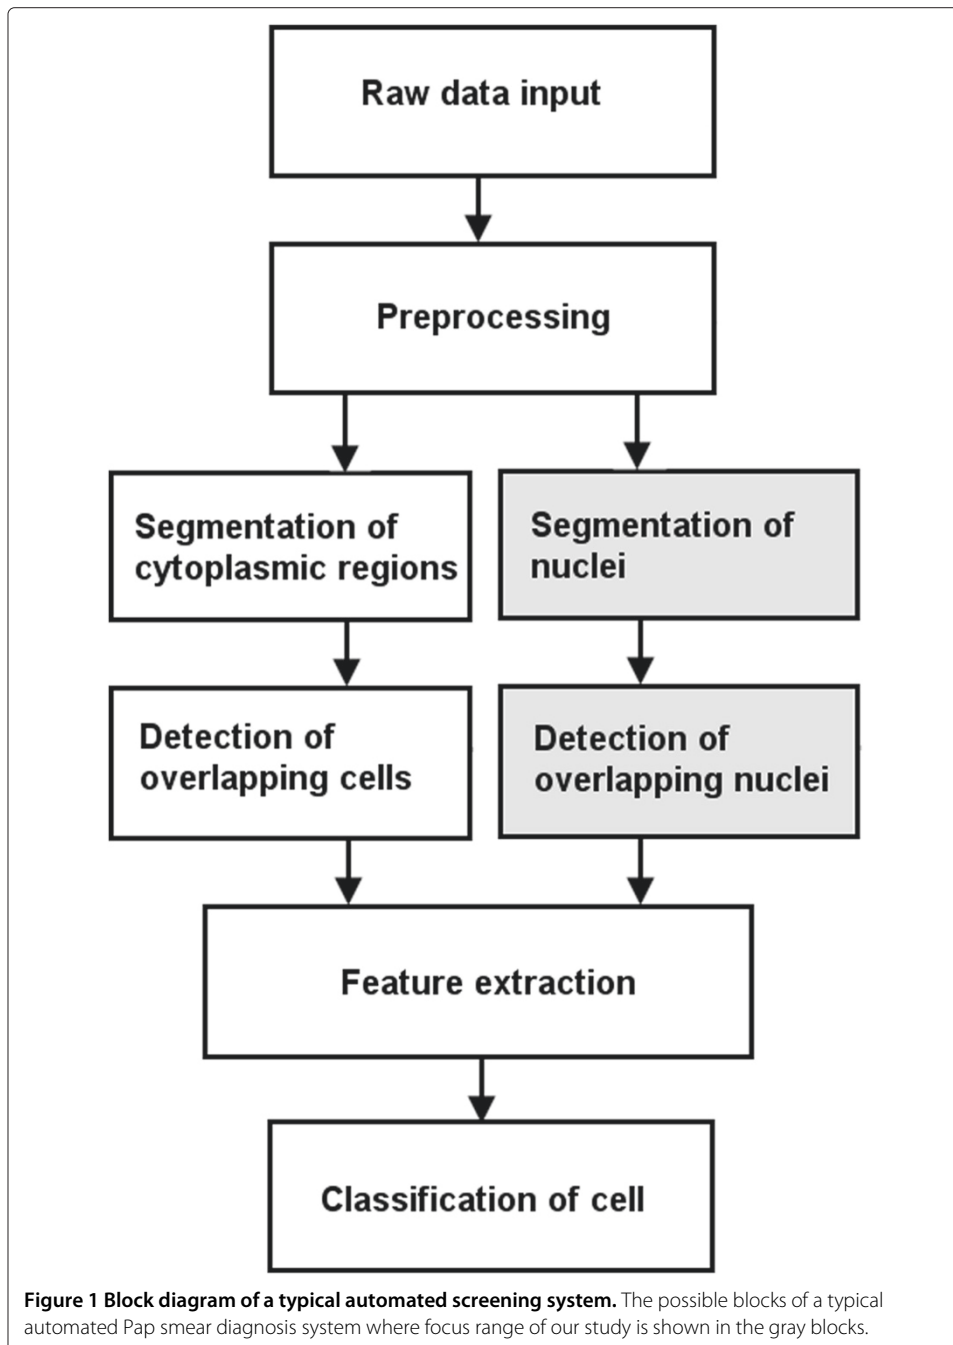 Raw data input
Preprocessing
Segmentation of
cytoplasmic regions
Segmentation of
nuclei
Detection of
overlapping cells
Detection of
overlapping nuclei
Feature extraction
Classification of cell
Figure 1 Block diagram of a typical automated screening system. The possible blocks of a typical
automated Pap smear diagnosis system where focus range of our study is shown in the gray blocks.